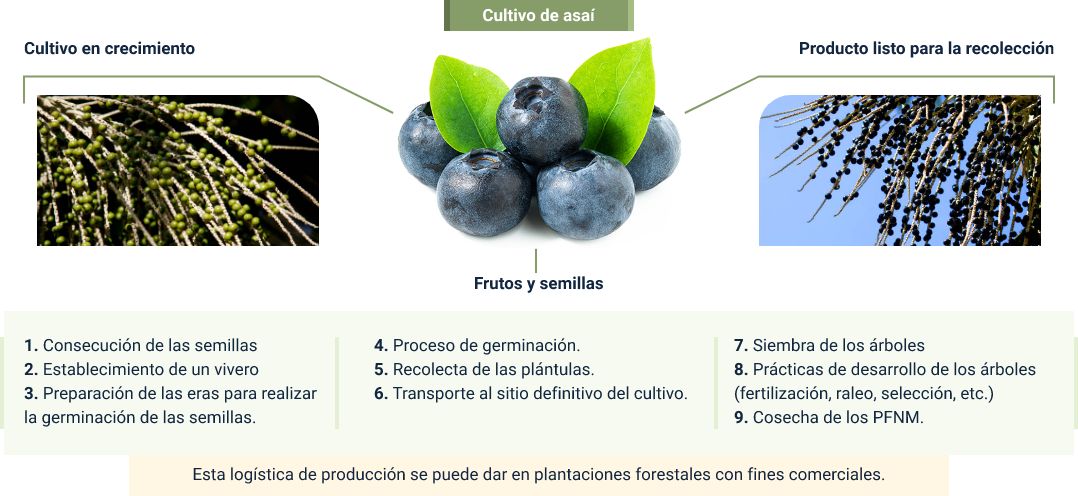 Cultivo de asaí
Cultivo en crecimiento
Producto listo para la recolección
Frutos y semillas
1. Consecución de las semillas
2. Establecimiento de un vivero
3. Preparación de las eras para realizar
la germinación de las semillas.
4. Proceso de germinación.
5. Recolecta de las plántulas.
6. Transporte al sitio definitivo del cultivo.
7. Siembra de los árboles
8. Prácticas de desarrollo de los árboles
(fertilización, raleo, selección, etc.)
9. Cosecha de los PFNM.
Esta logística de producción se puede dar en plantaciones forestales con fines comerciales.